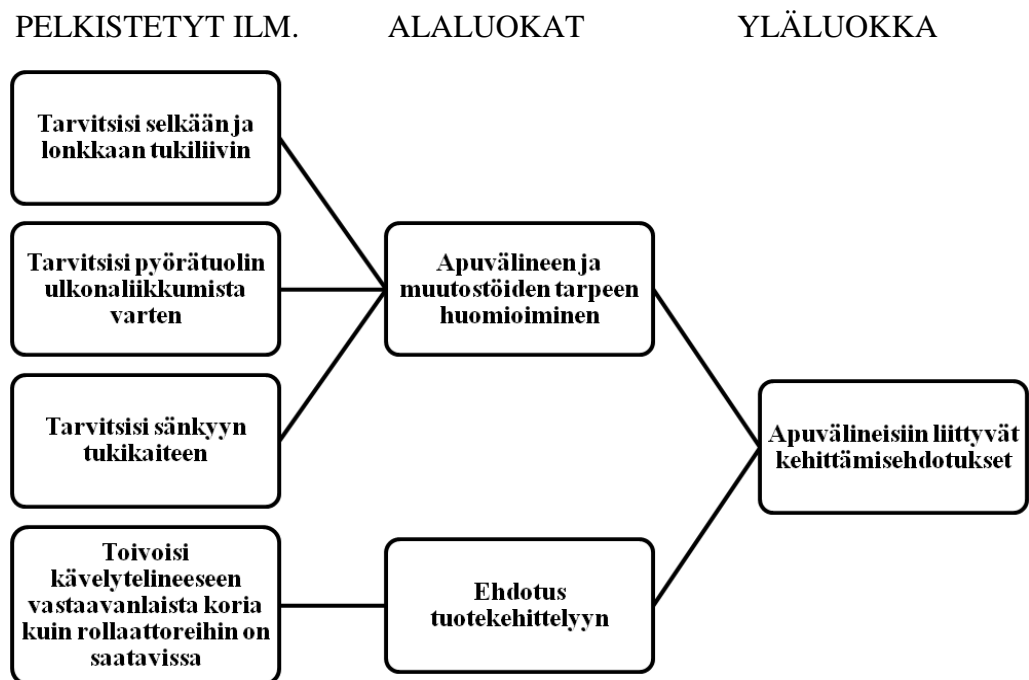 PELKISTETYT ILM. ALALUOKAT YLÄLUOKKA
Tarvitsisi selkään ja
lonkkaan tukiliivin
Tarvitsisi pyörätuolin
ulkonaliikkumista
varten
Tarvitsisi sänkyyn
tukikaiteen
Toivoisi
kävelytelineeseen
vastaavanlaista koria
kuin rollaattoreihin on
saatavissa
Apuvälineen ja
muutostöiden tarpeen
huomioiminen
Ehdotus
tuotekehittelyyn
Apuvälineisiin liittyvät
kehittämisehdotukset